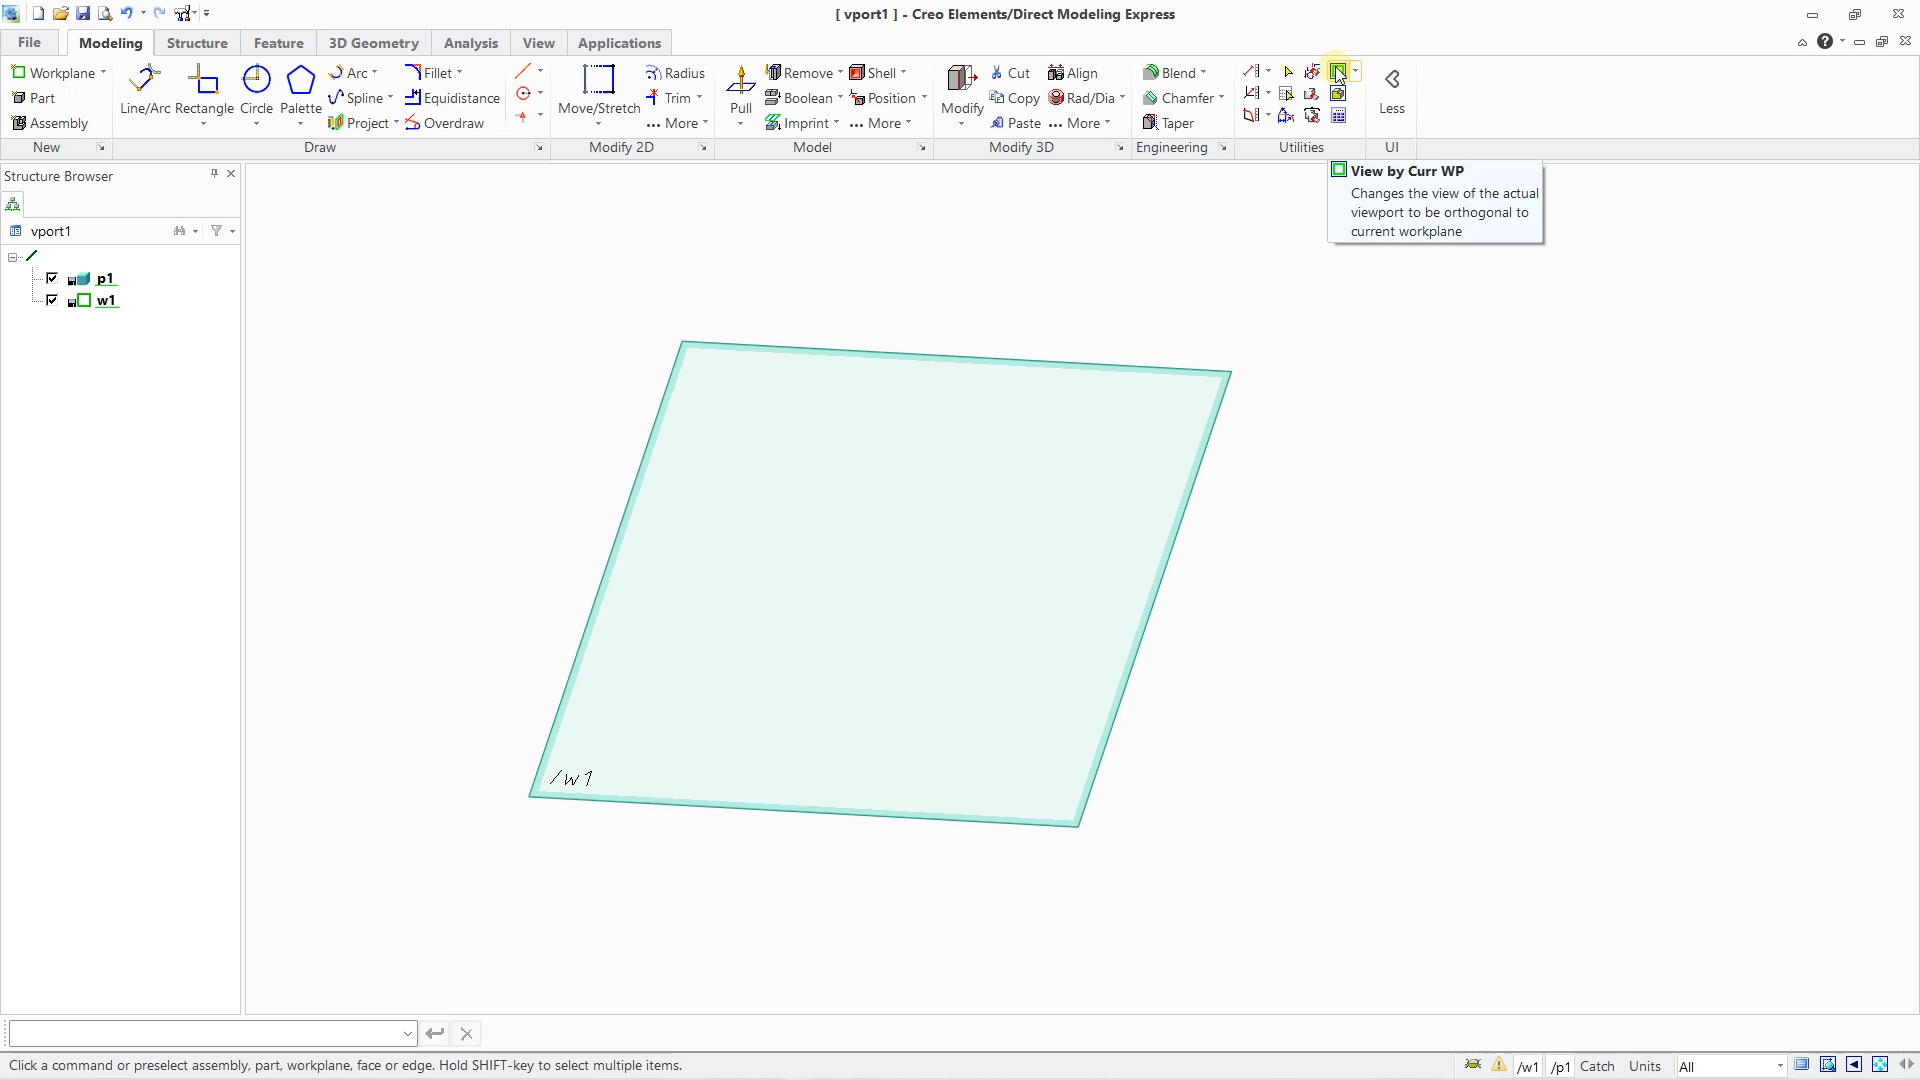 [ vport1 ] - Creo Elements/Direct Modeling Express
File Modeling Structure Feature 3D Geometry Analysis View Applications
Workplane Line/Arc Rectangle Circle Palette Arc Fillet Move/Stretch Radius Pull Remove Shell Modify Cut Align Blend Less
Part Spline Equidistance Trim Boolean Position Copy Rad/Dia Chamfer
Assembly Project Overdraw ... More Imprint ... More Paste ... More Taper
New Draw Modify 2D Model Modify 3D Engineering Utilities UI
Structure Browser
View by Curr WP
Changes the view of the actual
viewport to be orthogonal to
current workplane
vport1
p1
w1
/w1
Click a command or preselect assembly, part, workplane, face or edge. Hold SHIFT-key to select multiple items.
/w1 /p1 Catch Units All